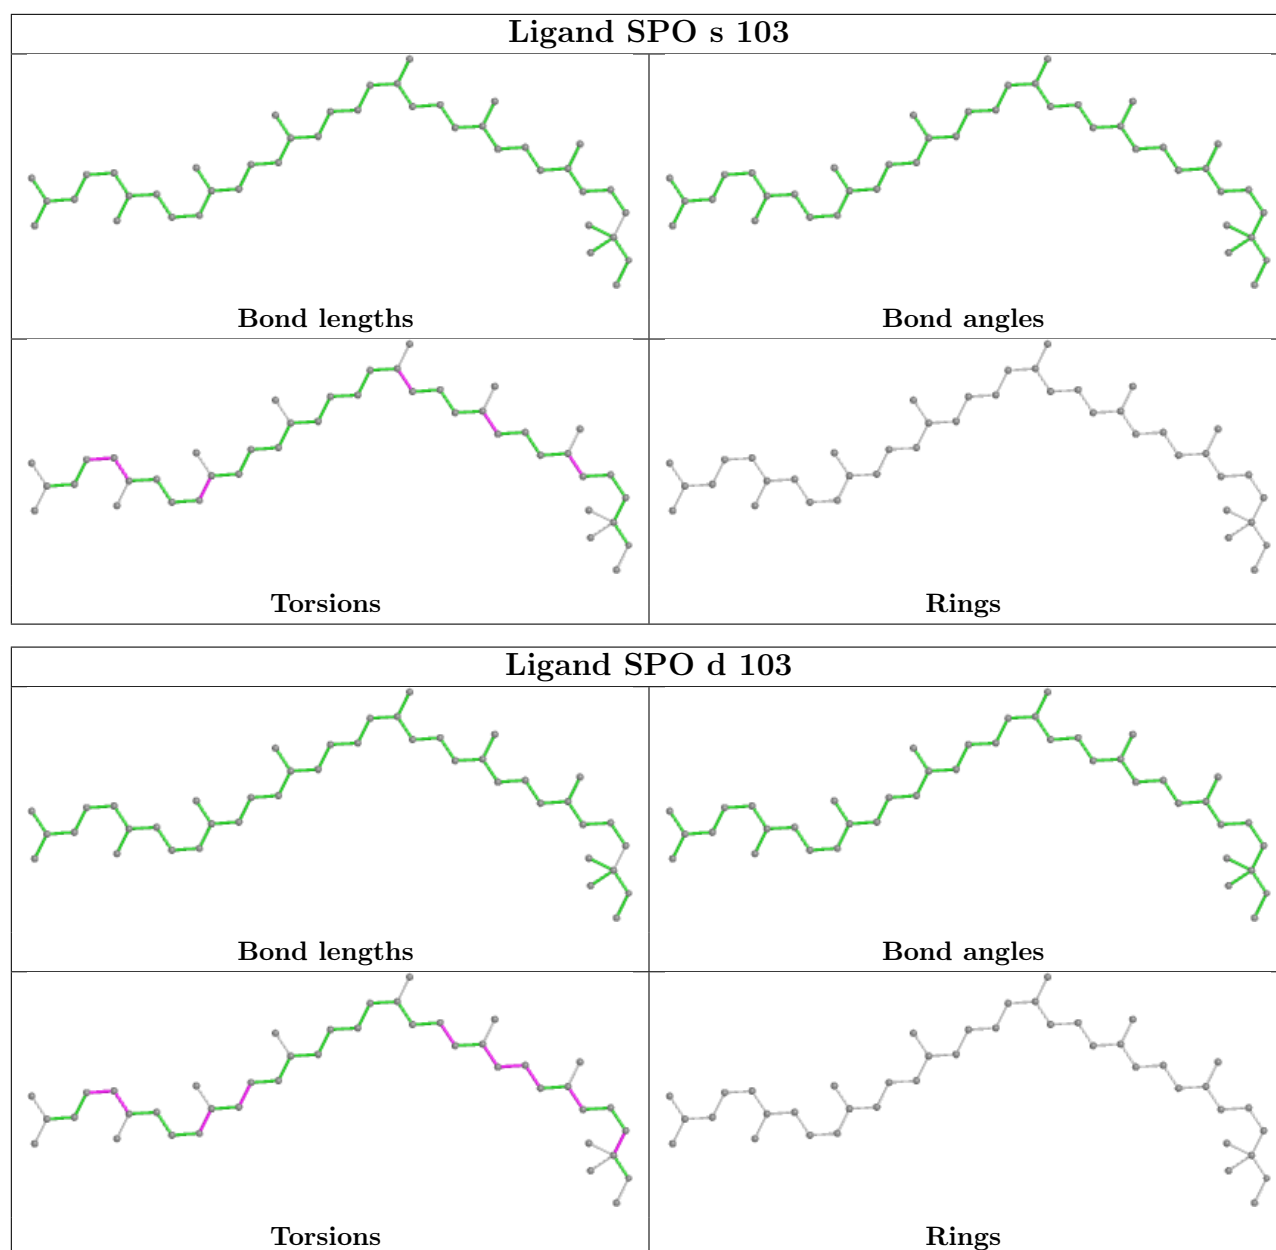 Ligand SPO s 103
Bond lengths
Bond angles
Torsions
Rings
Ligand SPO d 103
Bond lengths
Bond angles
Torsions
Rings